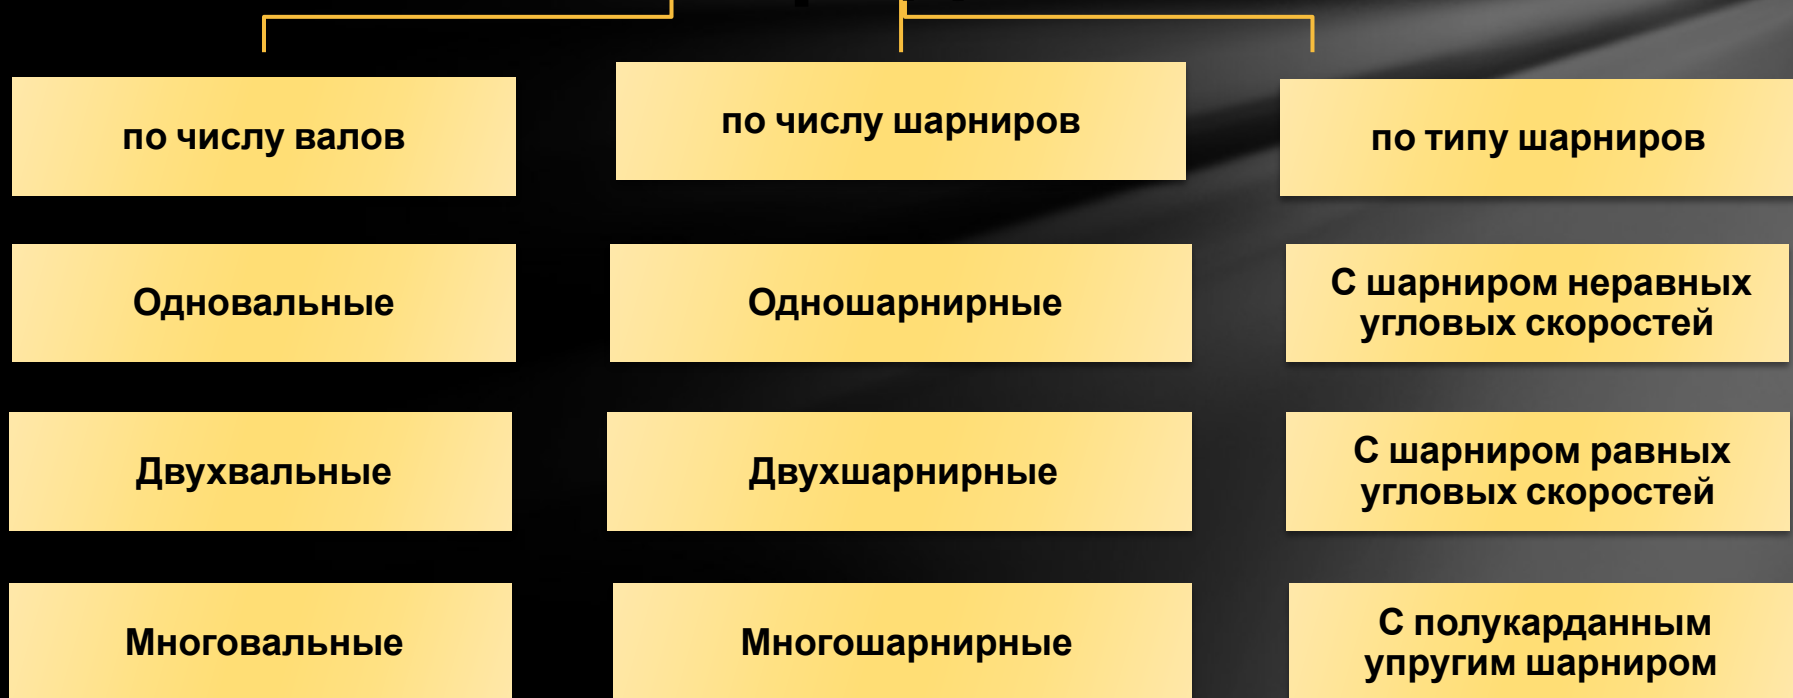 по числу валов
по числу шарниров
по типу шарниров
Одновальные
Одношарнирные
С шарниром неравных
угловых скоростей
Двухвальные
Двухшарнирные
С шарниром равных
угловых скоростей
Многовальные
Многошарнирные
С полукарданным
упругим шарниром